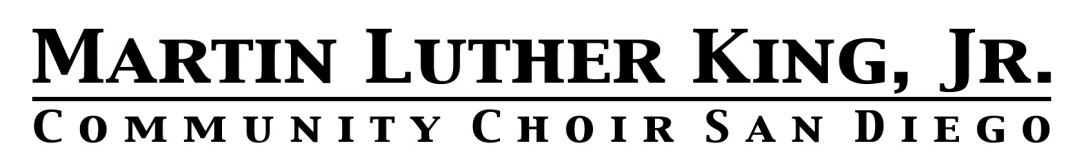 Martin Luther King, Jr.
Community Choir San Diego